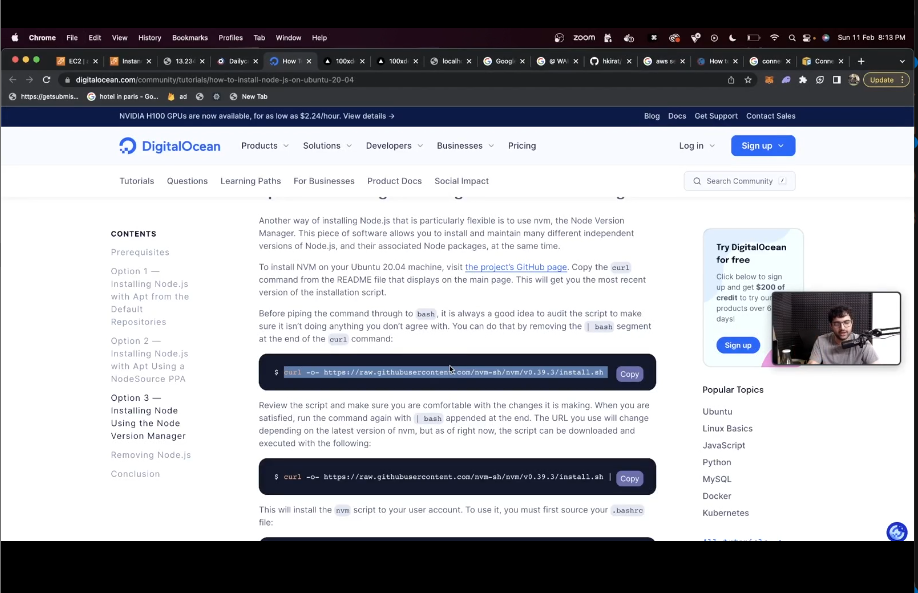 Chrome File Edit View History Bookmarks Profiles Tab Window Help zoom Sun 11 Feb 8:13 PM
EC2 | Instan 13.234 Dailyc How T 100xd 100xd localh Googl @ WA hkirat aws se How to conne Conne
digitalocean.com/community/tutorials/how-to-install-node-js-on-ubuntu-20-04 Update
https://getsubmis... hotel in paris - Go... ad New Tab
NVIDIA H100 GPUs are now available, for as low as $2.24/hour. View details → Blog Docs Get Support Contact Sales
DigitalOcean Products Solutions Developers Businesses Pricing Log in Sign up
Tutorials Questions Learning Paths For Businesses Product Docs Social Impact Search Community /
Another way of installing Node.js that is particularly flexible is to use nvm, the Node Version
Manager. This piece of software allows you to install and maintain many different independent
versions of Node.js, and their associated Node packages, at the same time.
To install NVM on your Ubuntu 20.04 machine, visit the project's GitHub page. Copy the curl
command from the README file that displays on the main page. This will get you the most recent
version of the installation script.
Before piping the command through to bash, it is always a good idea to audit the script to make
sure it isn't doing anything you don't agree with. You can do that by removing the | bash segment
at the end of the curl command:
$ curl -o- https://raw.githubusercontent.com/nvm-sh/nvm/v0.39.3/install.sh Copy
Review the script and make sure you are comfortable with the changes it is making. When you are
satisfied, run the command again with | bash appended at the end. The URL you use will change
depending on the latest version of nvm, but as of right now, the script can be downloaded and
executed with the following:
$ curl -o- https://raw.githubusercontent.com/nvm-sh/nvm/v0.39.3/install.sh | Copy
This will install the nvm script to your user account. To use it, you must first source your .bashrc
file:
CONTENTS
Prerequisites
Option 1 —
Installing Node.js
with Apt from the
Default
Repositories
Option 2 —
Installing Node.js
with Apt Using a
NodeSource PPA
Option 3 —
Installing Node
Using the Node
Version Manager
Removing Node.js
Conclusion
Try DigitalOcean
for free
Click below to sign
up and get $200 of
credit to try our
products over 6
days!
Sign up
Popular Topics
Ubuntu
Linux Basics
JavaScript
Python
MySQL
Docker
Kubernetes